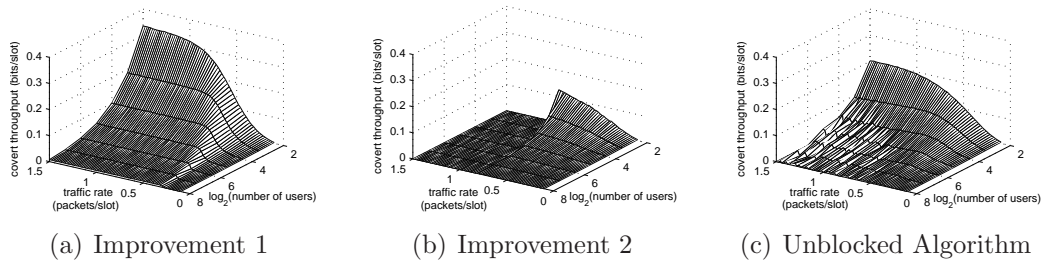 0.4
0.3
0.2
0.1
0
1.5
1
0.5
0
8
6
4
2
covert throughput (bits/slot)
traffic rate
(packets/slot)
log2(number of users)
(a) Improvement 1
0.4
0.3
0.2
0.1
0
1.5
1
0.5
0
8
6
4
2
covert throughput (bits/slot)
traffic rate
(packets/slot)
log2(number of users)
(b) Improvement 2
0.4
0.3
0.2
0.1
0
1.5
1
0.5
0
8
6
4
2
covert throughput (bits/slot)
traffic rate
(packets/slot)
log2(number of users)
(c) Unblocked Algorithm